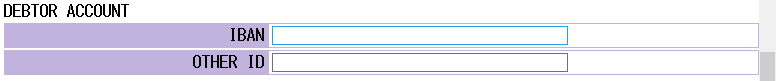 DEBTOR ACCOUNT
IBAN
OTHER ID